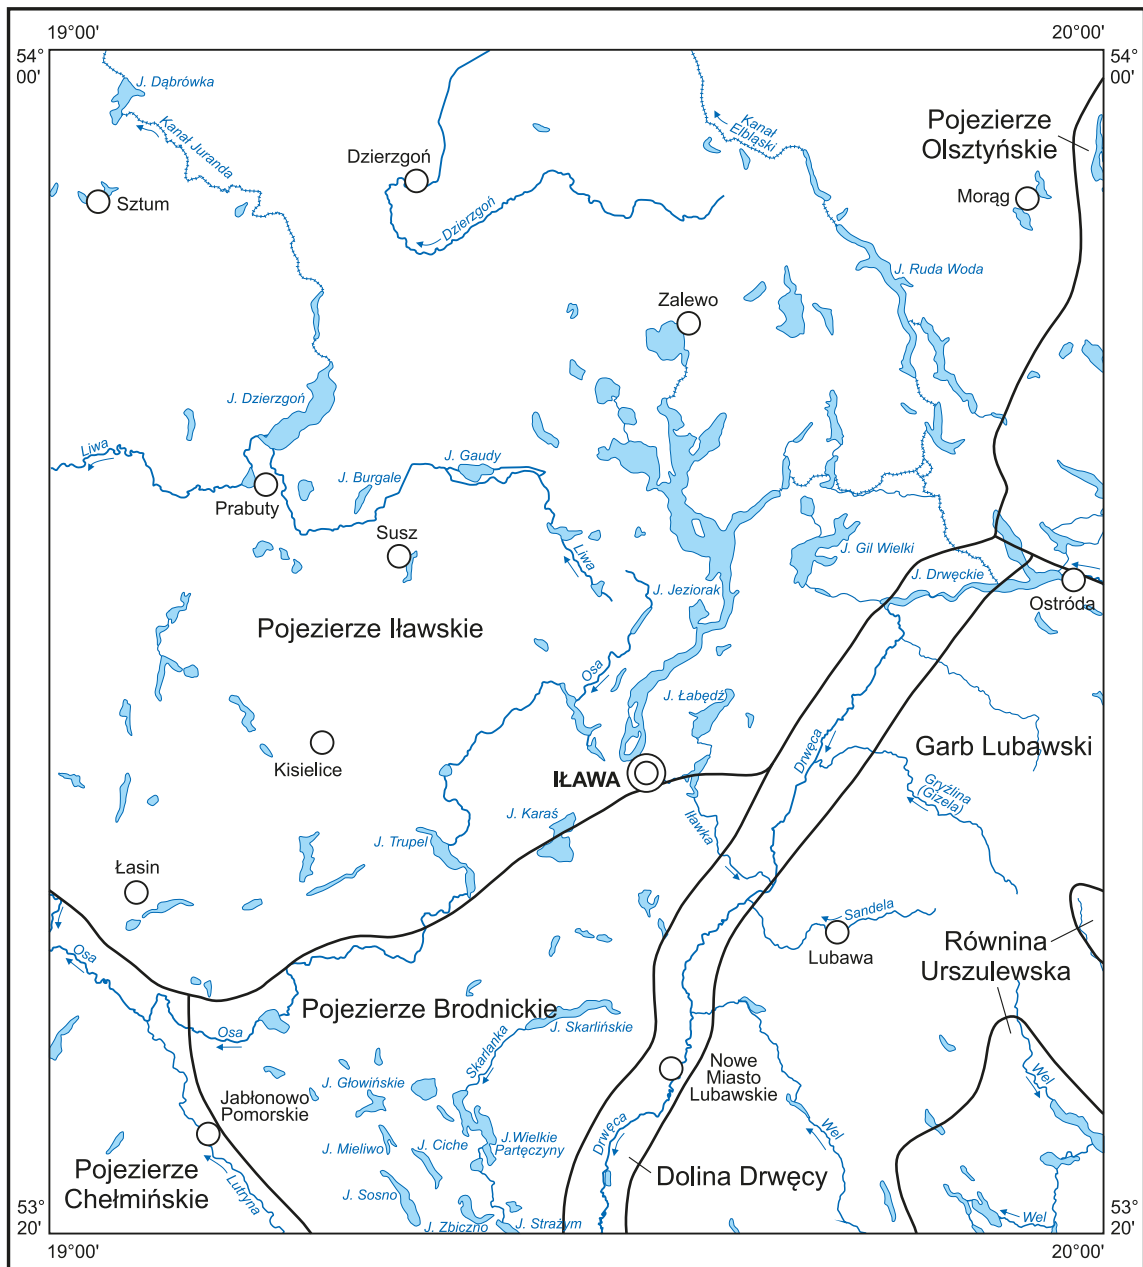 19°00'
20°00'
54°
00'
54°
00'
J. Dąbrówka
Kanał Juranda
Kanał
Elbląski
Pojezierze
Olsztyńskie
Dzierzgoń
Morąg
Sztum
Dzierzgoń
J. Ruda Woda
Zalewo
J. Dzierzgoń
Liwa
J. Gaudy
J. Burgale
Prabuty
Susz
Liwa
J. Gil Wielki
J. Drwęckie
J. Jeziorak
Ostróda
Pojezierze Iławskie
Osa
J. Łabędź
Drwęca
Garb Lubawski
Kisielice
IŁAWA
Gryźlina
(Gizela)
J. Karaś
Iławka
J. Trupel
Łasin
Sandela
Osa
Lubawa
Równina
Urszulewska
Pojezierze Brodnickie
J. Skarlińskie
Osa
Skarlanka
Nowe
Miasto
Lubawskie
Wel
J. Głowińskie
Jabłonowo
Pomorskie
Drwęca
Wel
J. Mieliwo
J. Ciche
J.Wielkie
Partęczyny
Pojezierze
Chełmińskie
Lutryna
J. Sosno
Dolina Drwęcy
J. Zbiczno
J. Strażym
Wel
53°
20'
53°
20'
19°00'
20°00'